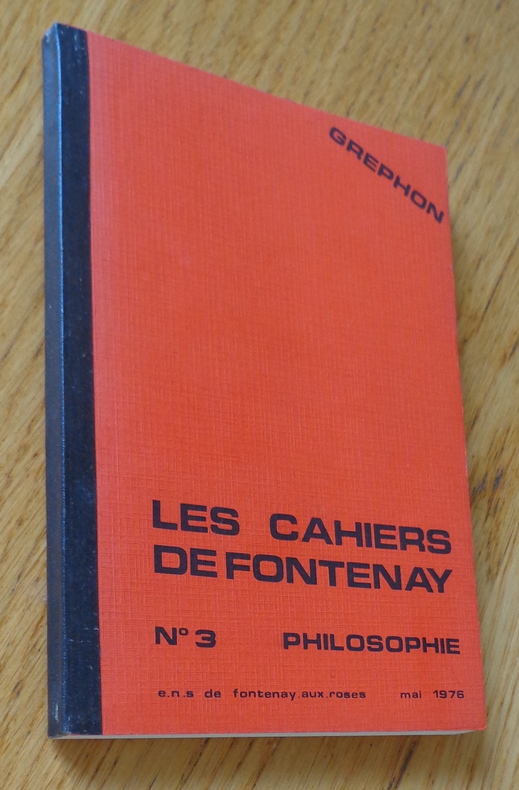 GREPHON
LES CAHIERS
DE FONTENAY
N° 3 PHILOSOPHIE
e.n.s de fontenay.aux.roses mai 1976